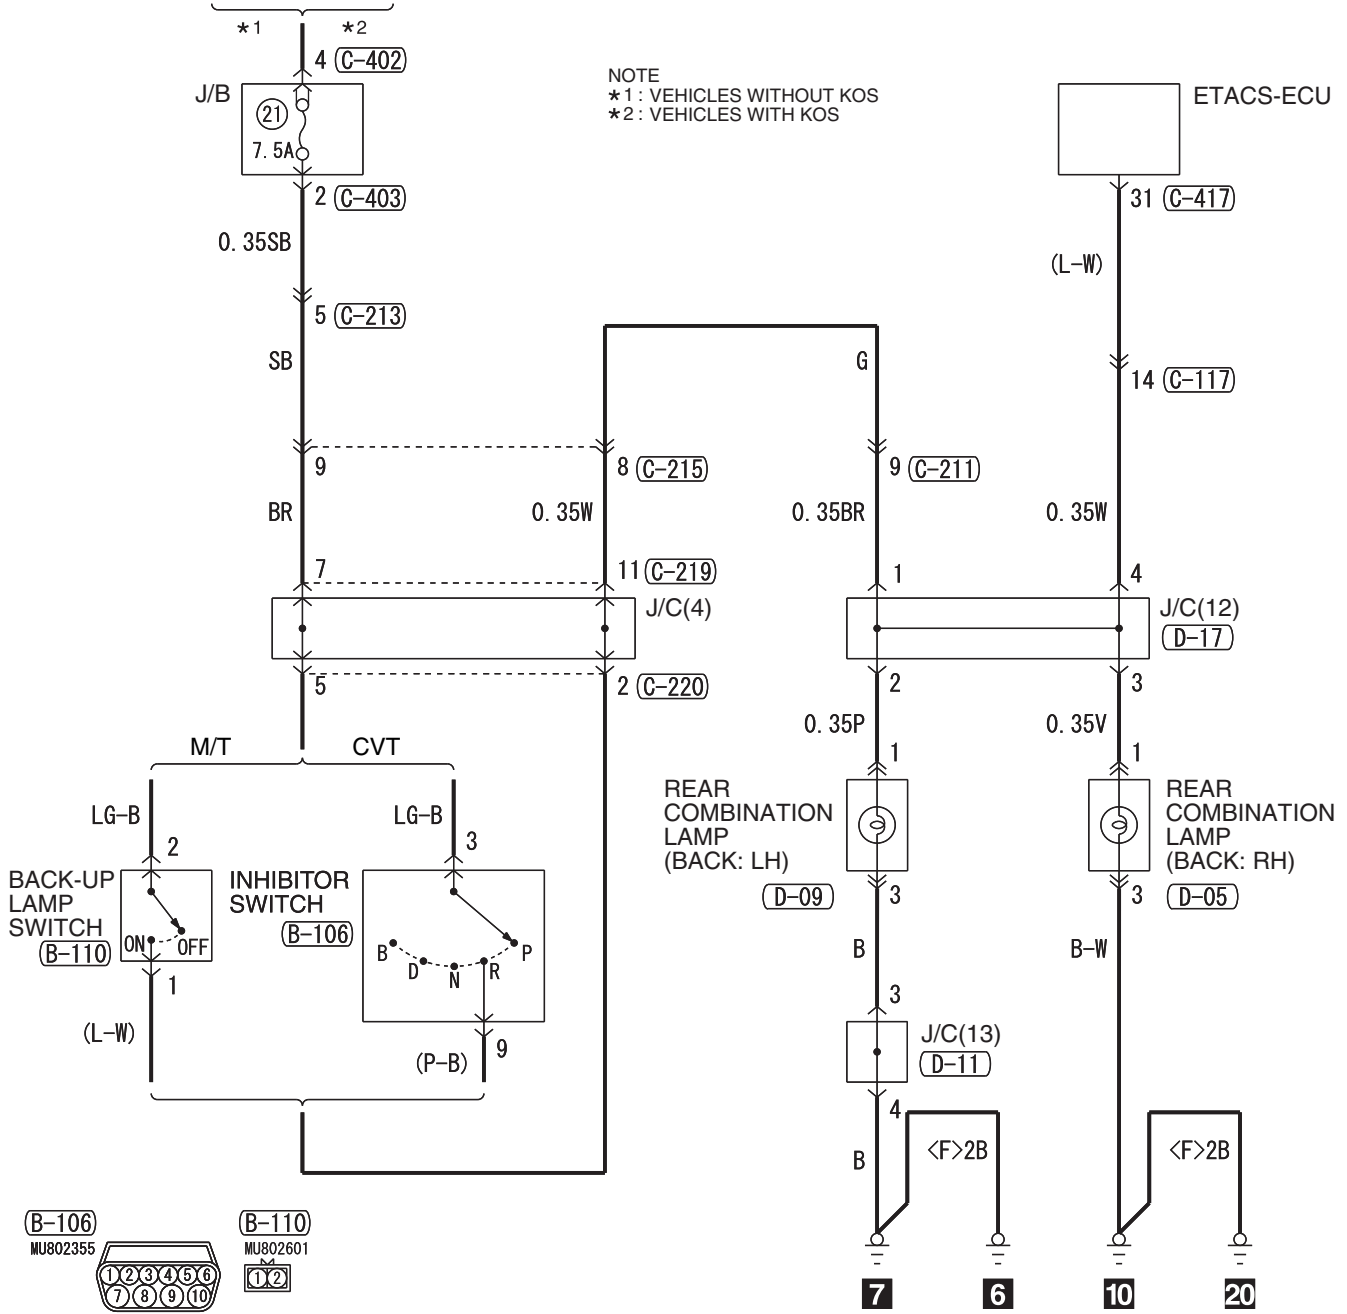 *1
*2
4 C-402
J/B
21
7.5A
NOTE
*1 : VEHICLES WITHOUT KOS
*2 : VEHICLES WITH KOS
ETACS-ECU
2 C-403
31 C-417
0.35SB
(L-W)
5 C-213
SB
G
14 C-117
9
8 C-215
9 C-211
BR
0.35W
0.35BR
0.35W
7
11 C-219
1
4
J/C(4)
J/C(12)
D-17
5
2 C-220
2
3
0.35P
0.35V
M/T
CVT
1
1
LG-B
LG-B
REAR
COMBINATION
LAMP
(BACK: LH)
REAR
COMBINATION
LAMP
(BACK: RH)
2
3
BACK-UP
LAMP
SWITCH
B-110
ON
OFF
INHIBITOR
SWITCH
B-106
B
D
N
R
P
D-09
3
3
D-05
B
B-W
1
(L-W)
9
(P-B)
3
J/C(13)
D-11
4
B
<F>2B
<F>2B
B-106
MU802355
1 2 3 4 5 6
7 8 9 10
B-110
MU802601
1 2
7
6
10
20